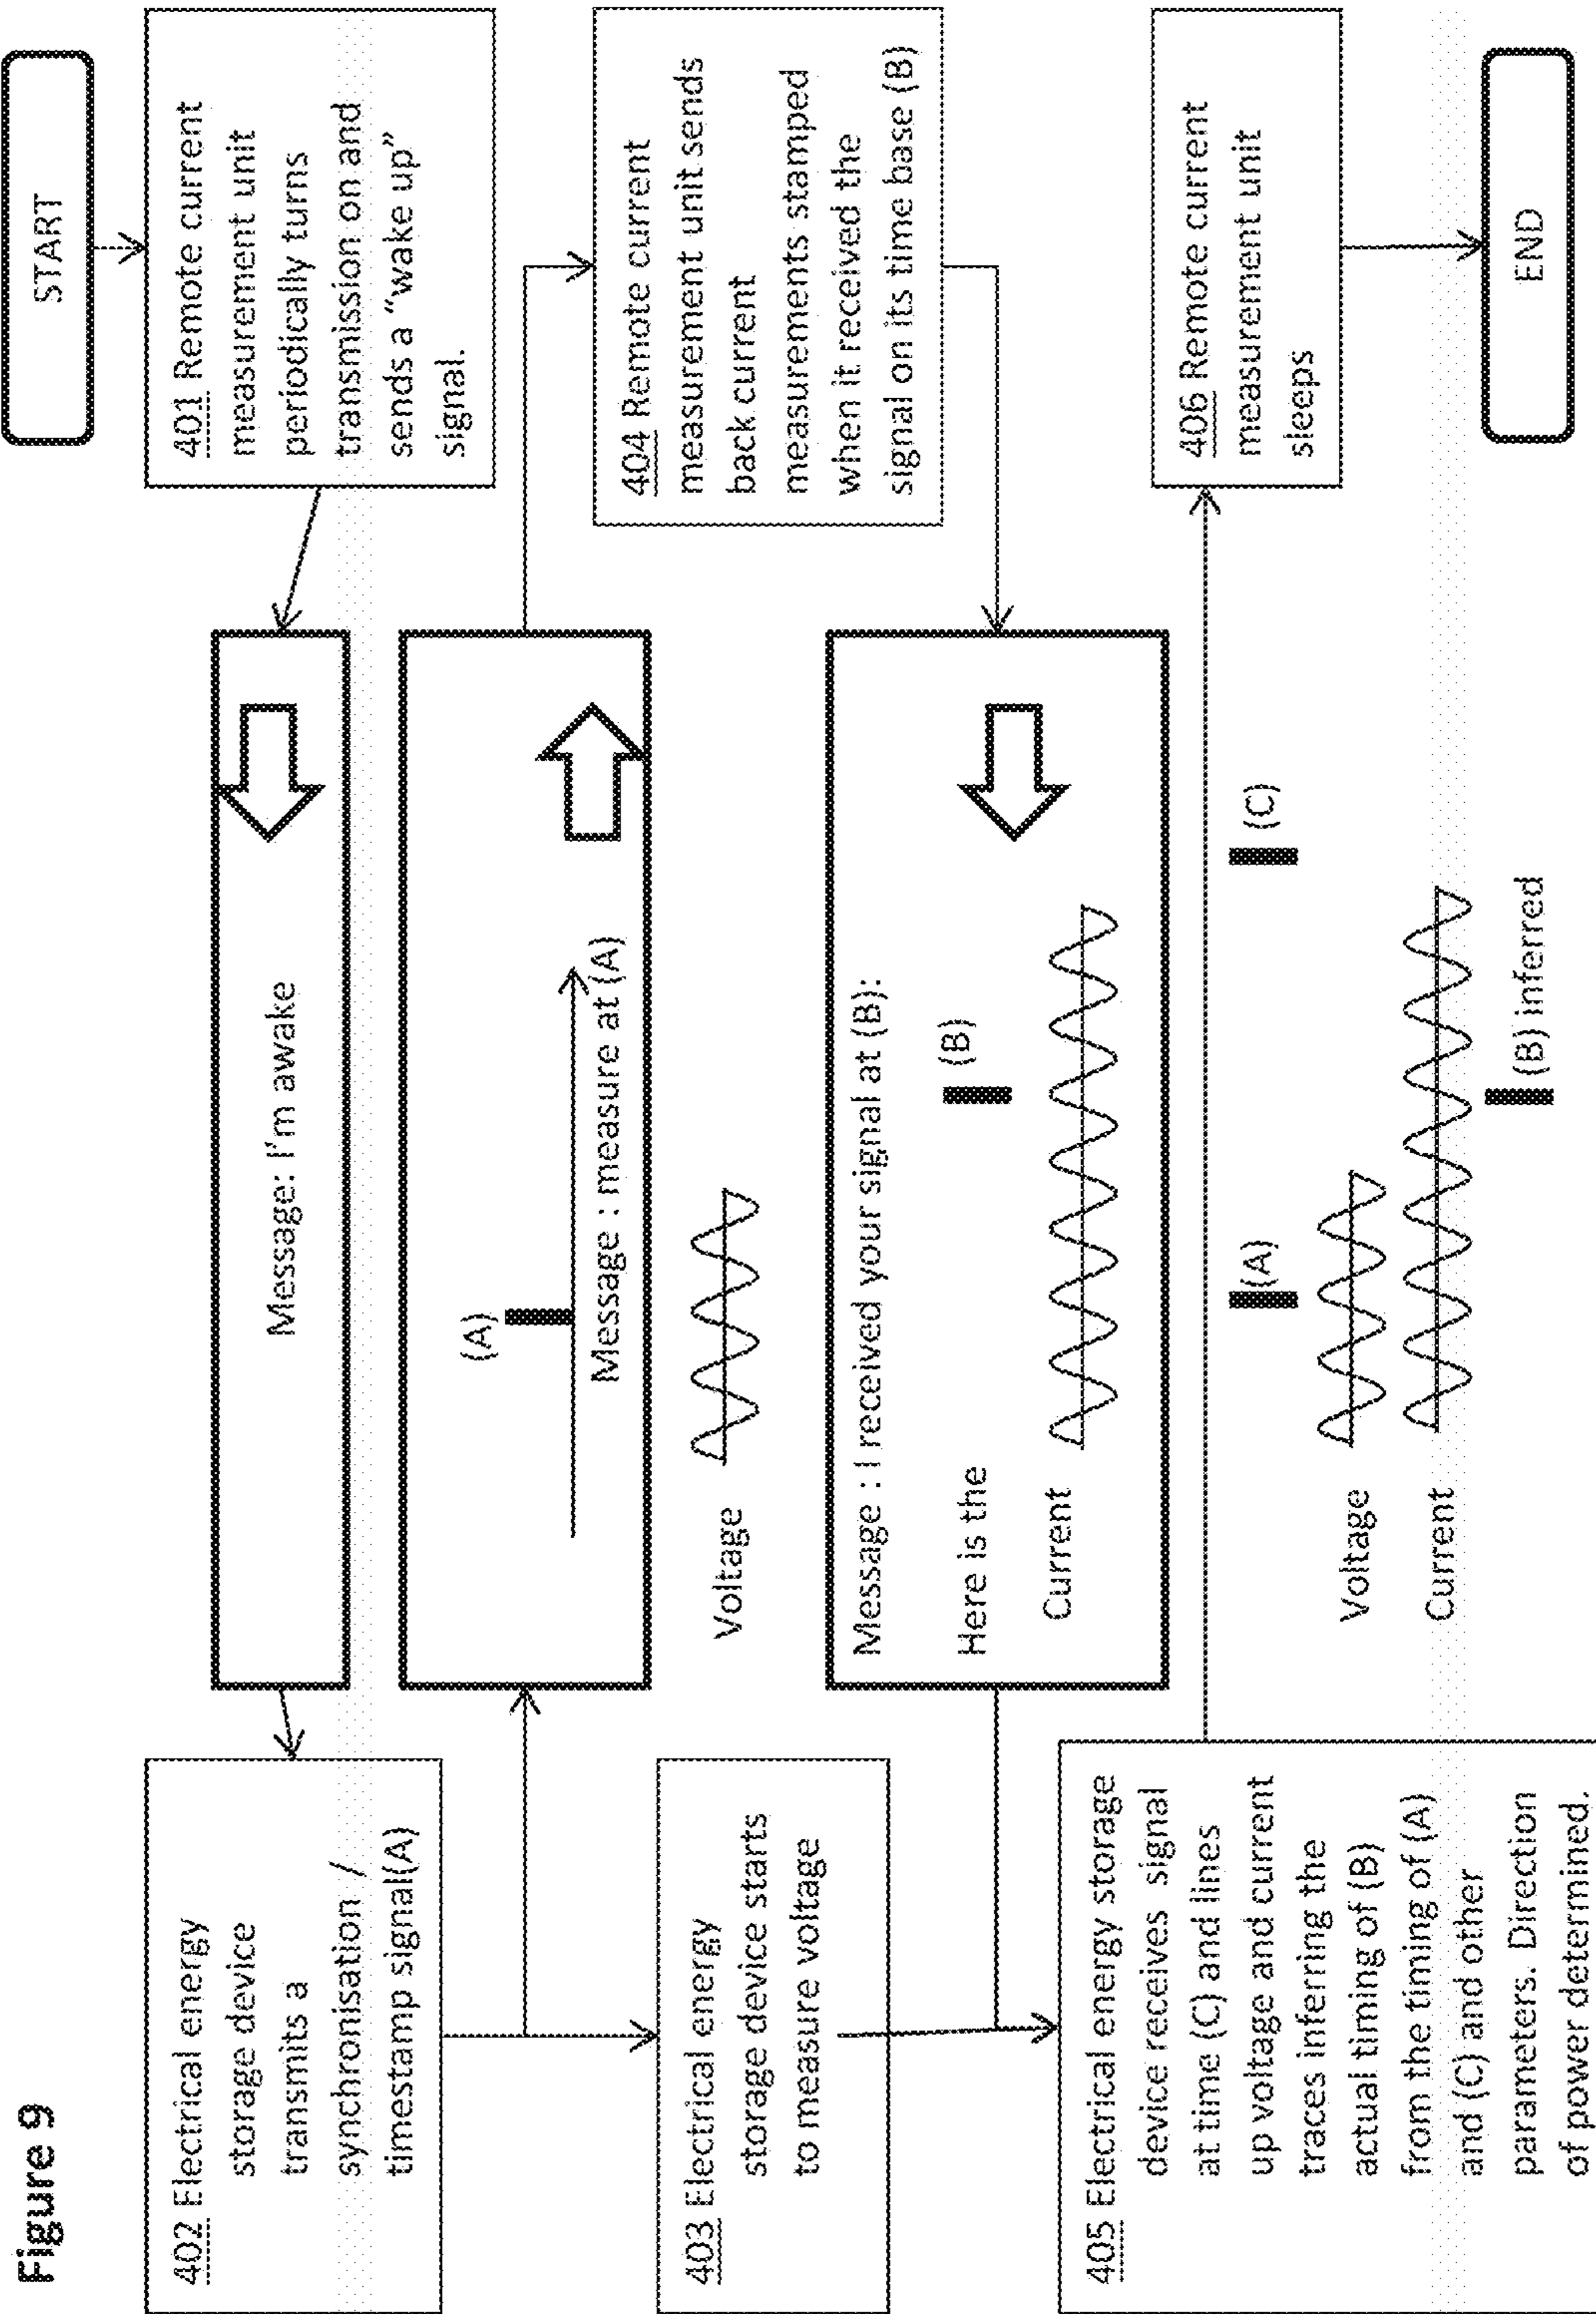 Figure 9
START
401 Remote current
measurement unit
periodically turns
transmission on and
sends a “wake up”
signal.
Message: I'm awake
402 Electrical energy
storage device
transmits a
synchronisation /
timestamp signal(A)
(A)
Message : measure at (A)
403 Electrical energy
storage device starts
to measure voltage
Voltage
404 Remote current
measurement unit sends
back current
measurements stamped
when it received the
signal on its time base (B)
Message : I received your signal at (B):
Here is the
(B)
Current
405 Electrical energy storage
device receives signal
at time (C) and lines
up voltage and current
traces inferring the
actual timing of (B)
from the timing of (A)
and (C) and other
parameters. Direction
of power determined.
(A)
(C)
Voltage
Current
(B) inferred
406 Remote current
measurement unit
sleeps
END